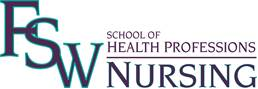 FSW
SCHOOL OF
HEALTH PROFESSIONS
NURSING